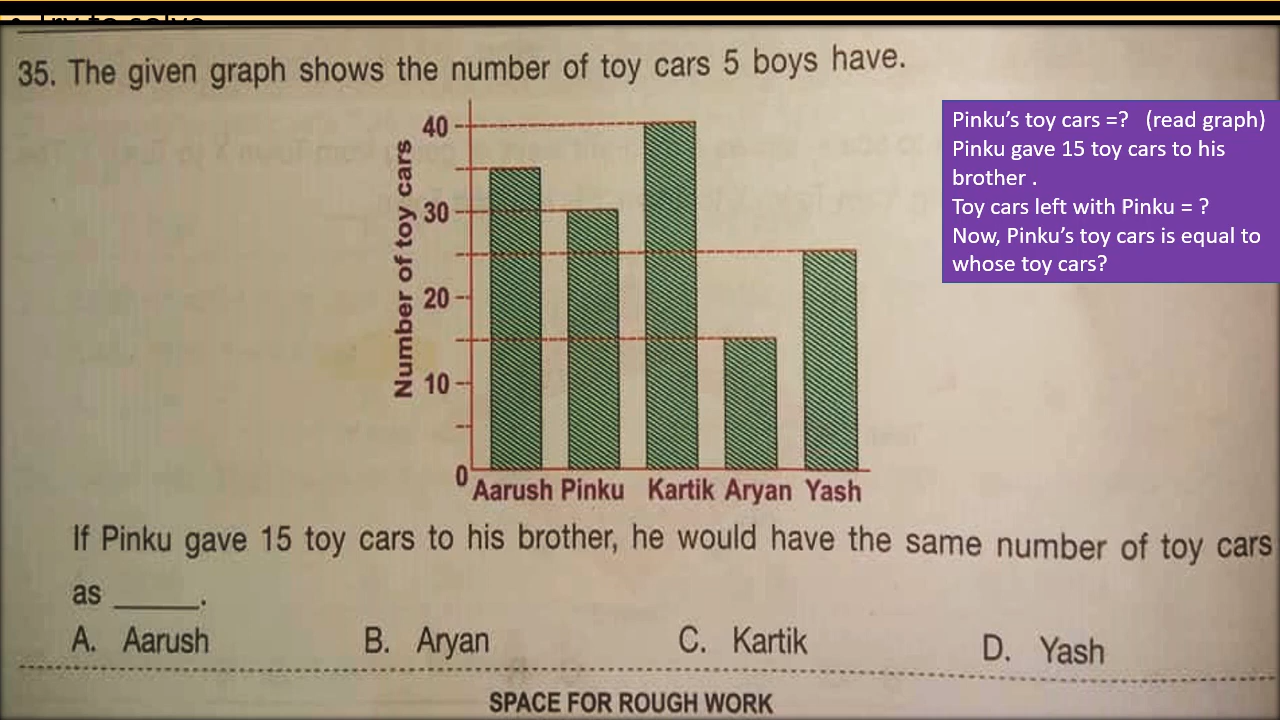 • Try to solve
35. The given graph shows the number of toy cars 5 boys have.
Number of toy cars
40
30
20
10
0
Aarush Pinku Kartik Aryan Yash
Pinku’s toy cars =? (read graph)
Pinku gave 15 toy cars to his
brother .
Toy cars left with Pinku = ?
Now, Pinku’s toy cars is equal to
whose toy cars?
If Pinku gave 15 toy cars to his brother, he would have the same number of toy cars
as _____.
A. Aarush B. Aryan C. Kartik D. Yash
SPACE FOR ROUGH WORK